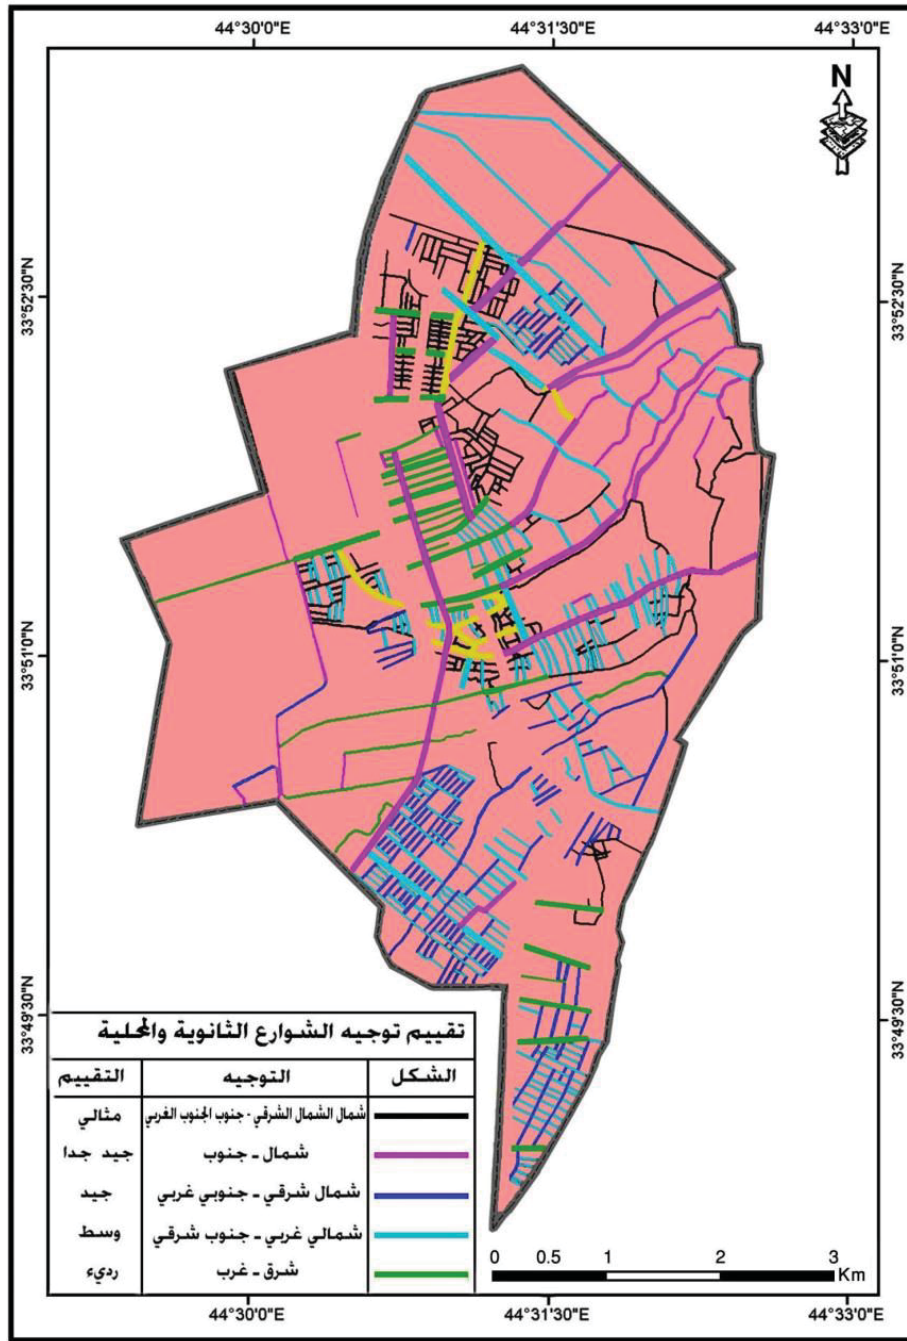 44°30'0"E 44°31'30"E 44°33'0"E
N
33°52'30"N 33°52'30"N
33°51'0"N 33°51'0"N
33°49'30"N 33°49'30"N
تقييم توجيه الشوارع الثانوية والمحلية
الشكل التوجيه التقييم
شمال الشمال الشرقي - جنوب الجنوب الغربي مثالي
شمال - جنوب جيد جدا
شمال شرقي - جنوبي غربي جيد
شمالي غربي - جنوب شرقي وسط
شرق - غرب رديء
0 0.5 1 2 3
Km
44°30'0"E 44°31'30"E 44°33'0"E